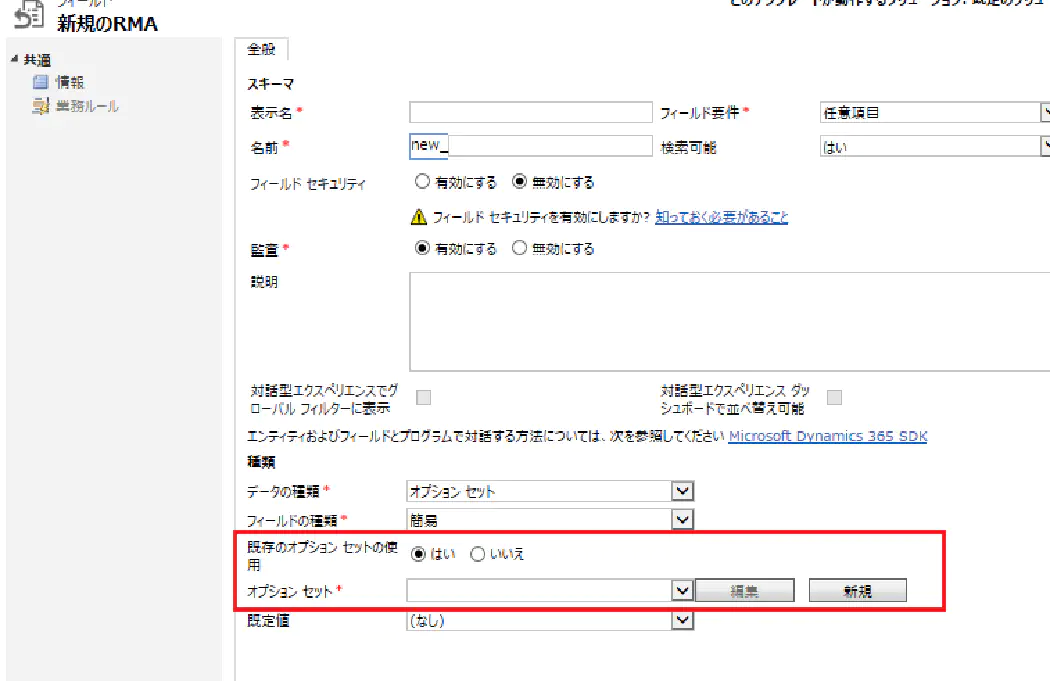 フィールド
新規のRMA
共通
情報
業務ルール
全般
スキーマ
表示名*
フィールド要件*
任意項目
名前*
new_
検索可能
はい
フィールド セキュリティ
有効にする 無効にする
フィールド セキュリティを有効にしますか? 知っておく必要があること
監査*
有効にする 無効にする
説明
対話型エクスペリエンスでグ
ローバル フィルターに表示
対話型エクスペリエンス ダッ
シュボードで並べ替え可能
エンティティおよびフィールドとプログラムで対話する方法については、次を参照してください Microsoft Dynamics 365 SDK
種類
データの種類*
オプション セット
フィールドの種類*
簡易
既存のオプション セットの使
用
はい いいえ
オプション セット*
編集
新規
既定値
(なし)